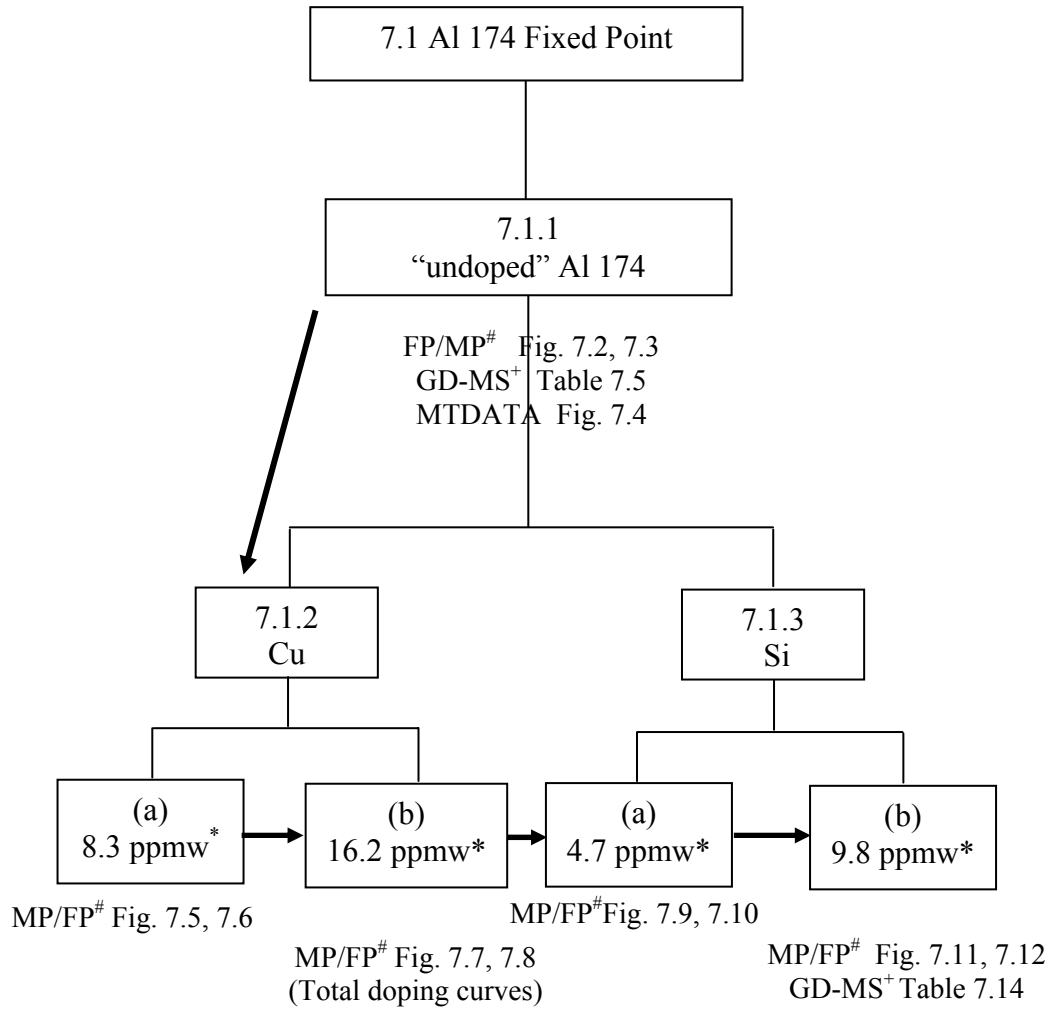 7.1 Al 174 Fixed Point
7.1.1
“undoped” Al 174
FP/MP# Fig. 7.2, 7.3
GD-MS+ Table 7.5
MTDATA Fig. 7.4
7.1.2
Cu
7.1.3
Si
(a)
8.3 ppmw*
(b)
16.2 ppmw*
(a)
4.7 ppmw*
(b)
9.8 ppmw*
MP/FP# Fig. 7.5, 7.6
MP/FP# Fig. 7.7, 7.8
(Total doping curves)
MP/FP#Fig. 7.9, 7.10
MP/FP# Fig. 7.11, 7.12
GD-MS+ Table 7.14